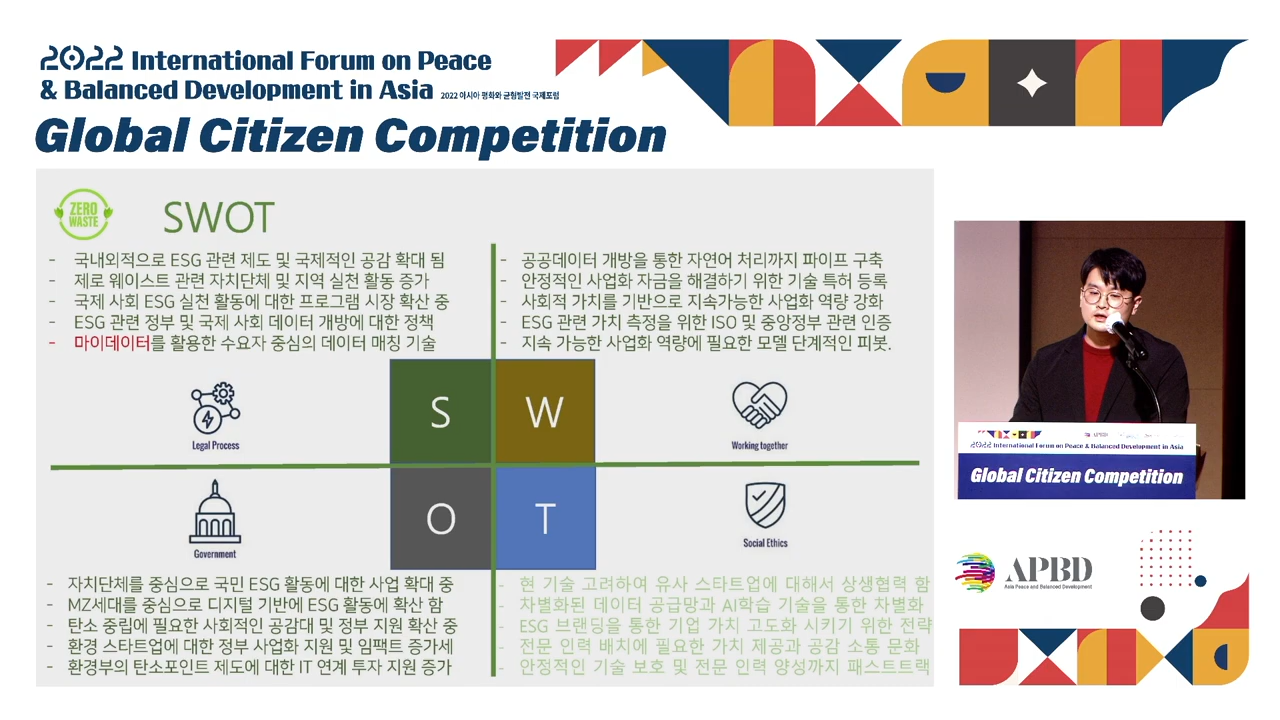 2022 International Forum on Peace
& Balanced Development in Asia 2022 아시아 평화와 균형발전 국제포럼
Global Citizen Competition
ZERO
WASTE
SWOT
- 국내외적으로 ESG 관련 제도 및 국제적인 공감 확대 됨
- 제로 웨이스트 관련 자치단체 및 지역 실천 활동 증가
- 국제 사회 ESG 실천 활동에 대한 프로그램 시장 확산 중
- ESG 관련 정부 및 국제 사회 데이터 개방에 대한 정책
- 마이데이터를 활용한 수요자 중심의 데이터 매칭 기술
- 공공데이터 개방을 통한 자연어 처리까지 파이프 구축
- 안정적인 사업화 자금을 해결하기 위한 기술 특허 등록
- 사회적 가치를 기반으로 지속가능한 사업화 역량 강화
- ESG 관련 가치 측정을 위한 ISO 및 중앙정부 관련 인증
- 지속 가능한 사업화 역량에 필요한 모델 단계적인 피봇.
Legal Process
S
W
Working together
Government
O
T
Social Ethics
- 자치단체를 중심으로 국민 ESG 활동에 대한 사업 확대 중
- MZ세대를 중심으로 디지털 기반에 ESG 활동에 확산 함
- 탄소 중립에 필요한 사회적인 공감대 및 정부 지원 확산 중
- 환경 스타트업에 대한 정부 사업화 지원 및 임팩트 증가세
- 환경부의 탄소포인트 제도에 대한 IT 연계 투자 지원 증가
- 현 기술 고려하여 유사 스타트업에 대해서 상생협력 함
- 차별화된 데이터 공급망과 AI학습 기술을 통한 차별화
- ESG 브랜딩을 통한 기업 가치 고도화 시키기 위한 전략
- 전문 인력 배치에 필요한 가치 제공과 공감 소통 문화
- 안정적인 기술 보호 및 전문 인력 양성까지 패스트트랙
2022 International Forum on Peace & Balanced Development in Asia
Global Citizen Competition
APBD
Asia Peace and Balanced Development